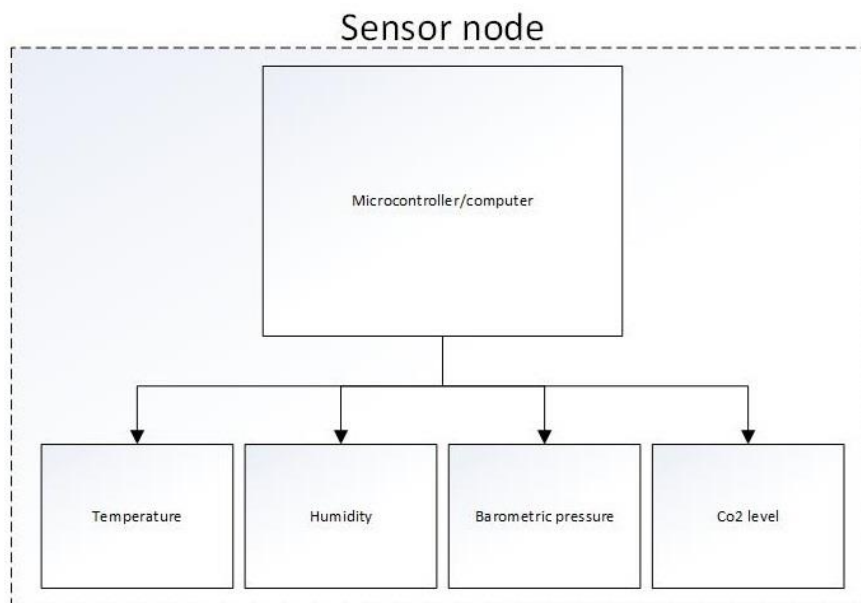 Sensor node
Microcontroller/computer
Temperature
Humidity
Barometric pressure
Co2 level